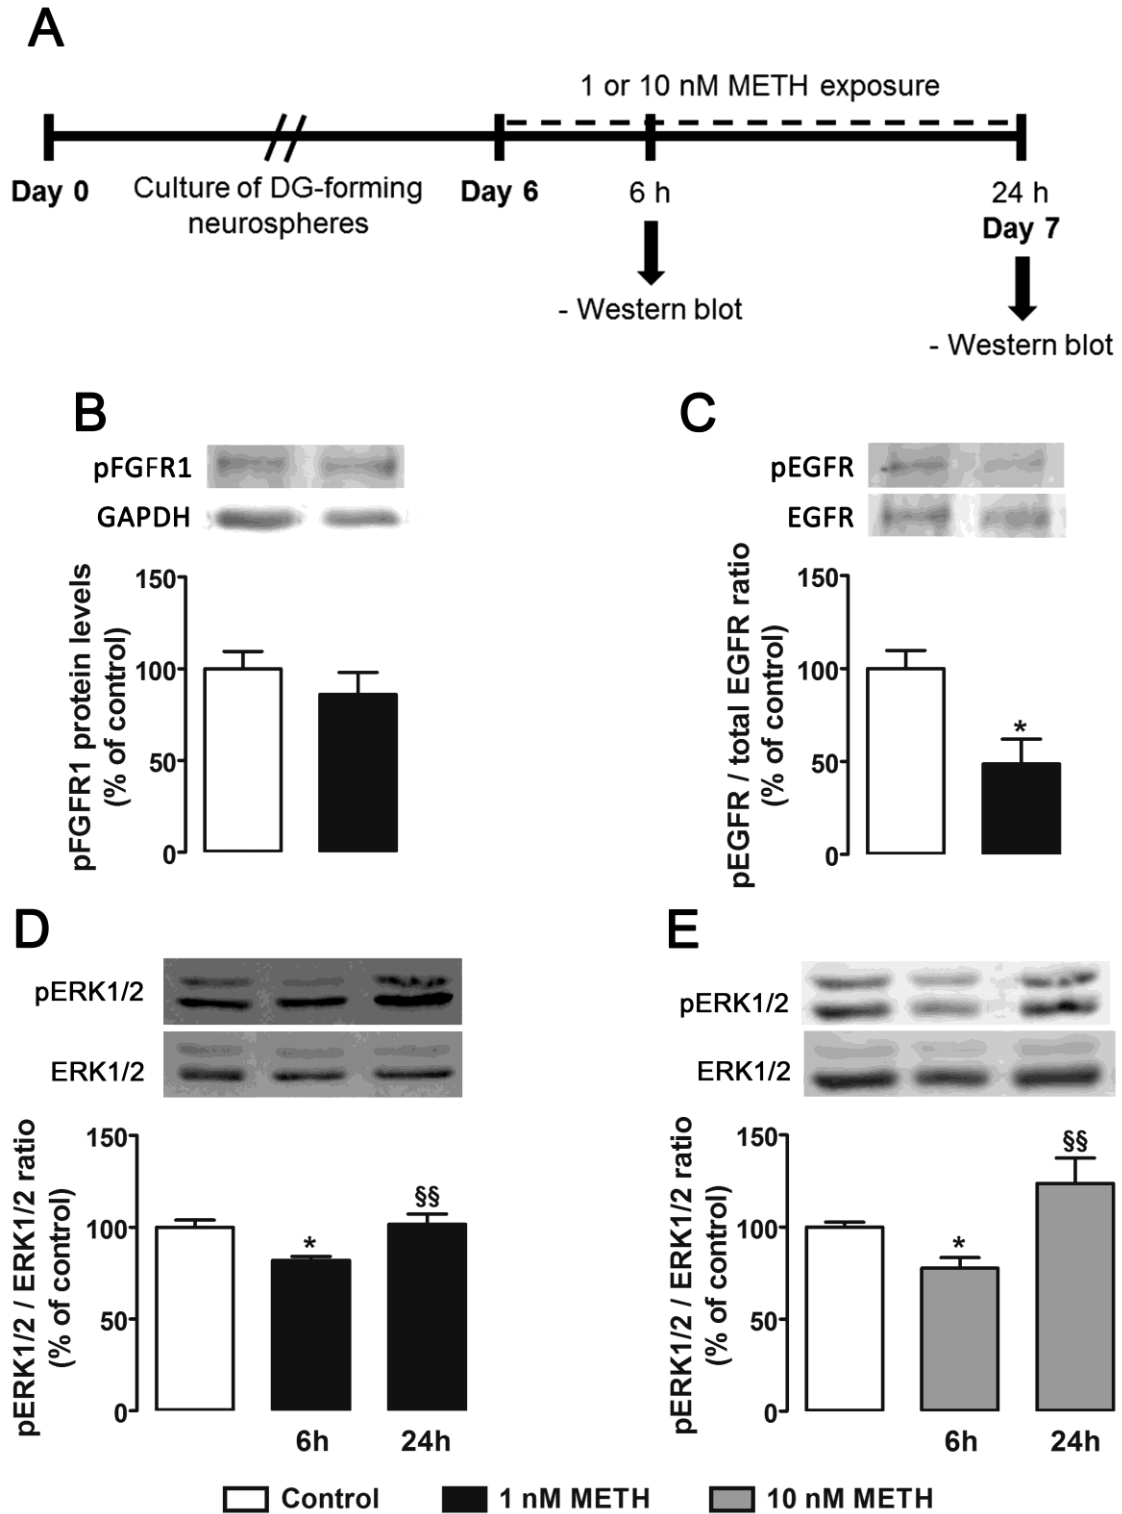 A
1 or 10 nM METH exposure
Day 0
Culture of DG-forming
neurospheres
Day 6
6 h
24 h
Day 7
- Western blot
- Western blot
B
pFGFR1
GAPDH
pFGFR1 protein levels
(% of control)
150
100
50
0
C
pEGFR
EGFR
pEGFR / total EGFR ratio
(% of control)
150
100
50
0
*
D
pERK1/2
ERK1/2
pERK1/2 / ERK1/2 ratio
(% of control)
150
100
50
0
*
§§
6h
24h
E
pERK1/2
ERK1/2
pERK1/2 / ERK1/2 ratio
(% of control)
150
100
50
0
*
§§
6h
24h
Control
1 nM METH
10 nM METH